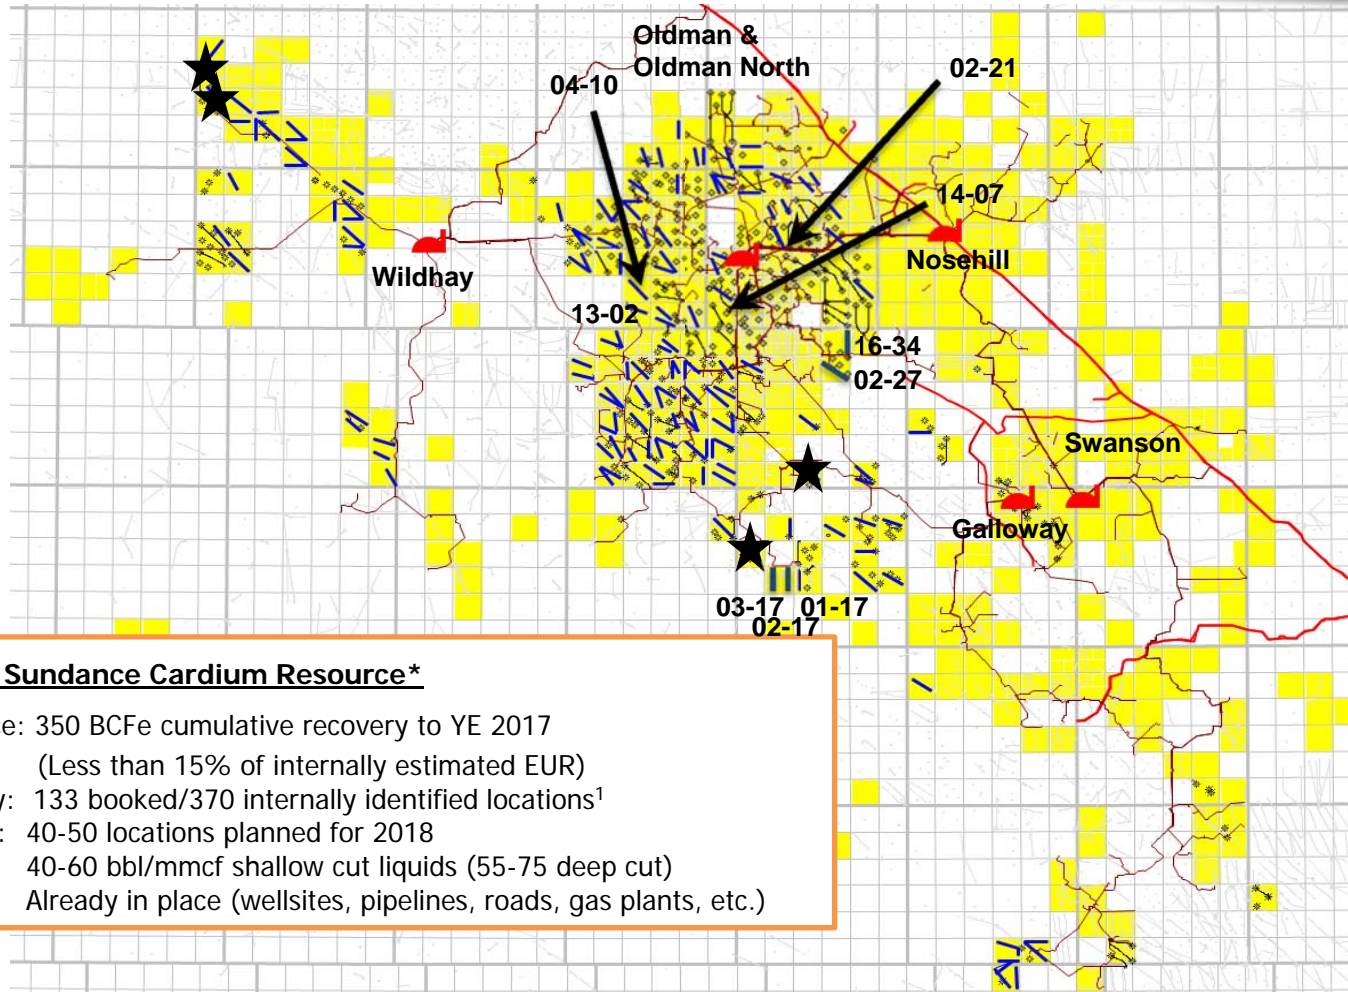 Oldman &
Oldman North
04-10
02-21
14-07
Nosehill
Wildhay
13-02
16-34
02-27
Swanson
Galloway
03-17 01-17
02-17
Sundance Cardium Resource*
e: 350 BCFe cumulative recovery to YE 2017
(Less than 15% of internally estimated EUR)
y: 133 booked/370 internally identified locations¹
: 40-50 locations planned for 2018
40-60 bbl/mmcf shallow cut liquids (55-75 deep cut)
Already in place (wellsites, pipelines, roads, gas plants, etc.)